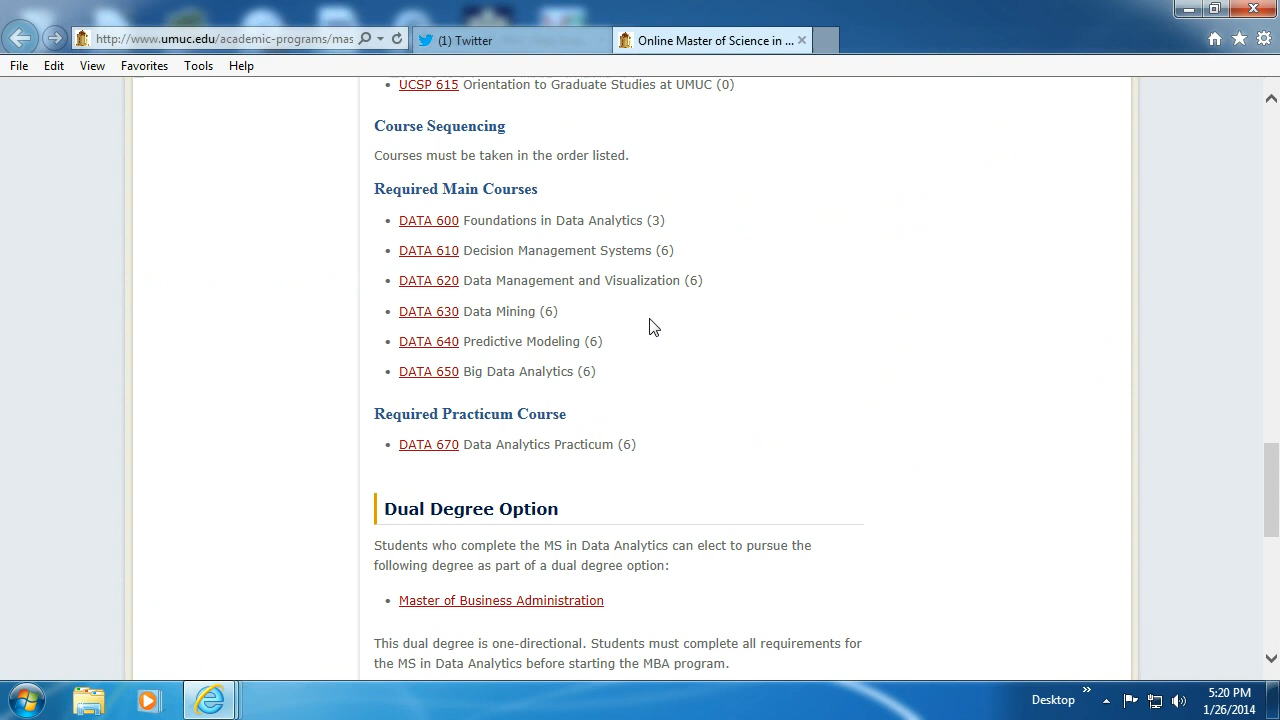 http://www.umuc.edu/academic-programs/mas
(1) Twitter
Online Master of Science in ...
File Edit View Favorites Tools Help
• UCSP 615 Orientation to Graduate Studies at UMUC (0)
Course Sequencing
Courses must be taken in the order listed.
Required Main Courses
• DATA 600 Foundations in Data Analytics (3)
• DATA 610 Decision Management Systems (6)
• DATA 620 Data Management and Visualization (6)
• DATA 630 Data Mining (6)
• DATA 640 Predictive Modeling (6)
• DATA 650 Big Data Analytics (6)
Required Practicum Course
• DATA 670 Data Analytics Practicum (6)
Dual Degree Option
Students who complete the MS in Data Analytics can elect to pursue the
following degree as part of a dual degree option:
• Master of Business Administration
This dual degree is one-directional. Students must complete all requirements for
the MS in Data Analytics before starting the MBA program.
Desktop
5:20 PM
1/26/2014